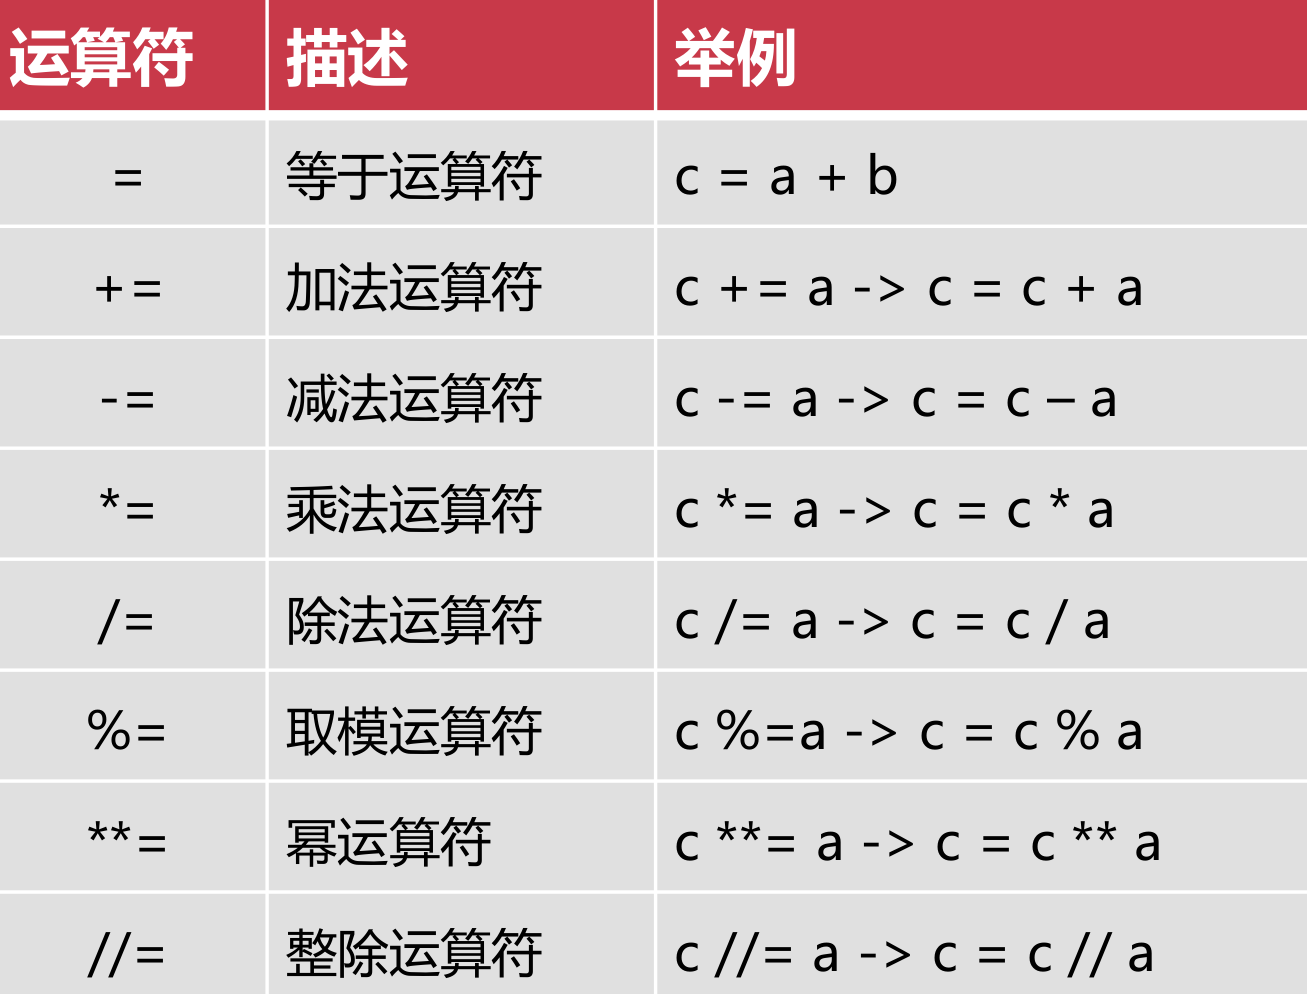 运算符 描述 举例
= 等于运算符 c = a + b
+= 加法运算符 c += a -> c = c + a
-= 减法运算符 c -= a -> c = c – a
*= 乘法运算符 c *= a -> c = c * a
/= 除法运算符 c /= a -> c = c / a
%= 取模运算符 c %=a -> c = c % a
**= 幂运算符 c **= a -> c = c ** a
//= 整除运算符 c //= a -> c = c // a